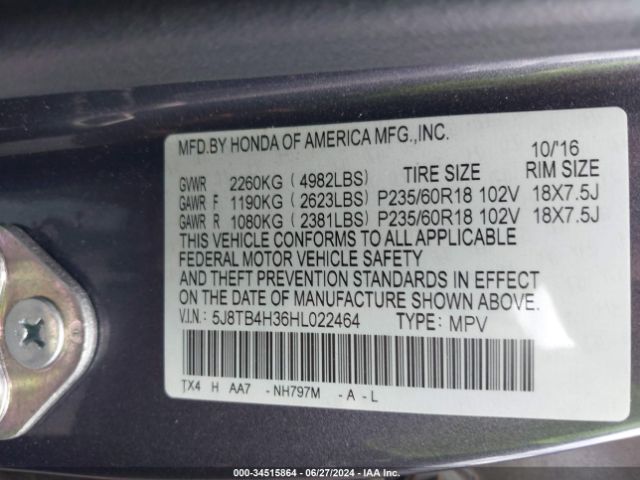 MFD.BY HONDA OF AMERICA MFG.,INC.
10/'16
GVWR 2260KG ( 4982LBS) TIRE SIZE RIM SIZE
GAWR F 1190KG ( 2623LBS) P235/60R18 102V 18X7.5J
GAWR R 1080KG ( 2381LBS) P235/60R18 102V 18X7.5J
THIS VEHICLE CONFORMS TO ALL APPLICABLE
FEDERAL MOTOR VEHICLE SAFETY
AND THEFT PREVENTION STANDARDS IN EFFECT
ON THE DATE OF MANUFACTURE SHOWN ABOVE.
V.I.N.: 5J8TB4H36HL022464 TYPE: MPV
TX4 H AA7 - NH797M - A - L
000-34515864 - 06/27/2024 - IAA Inc.